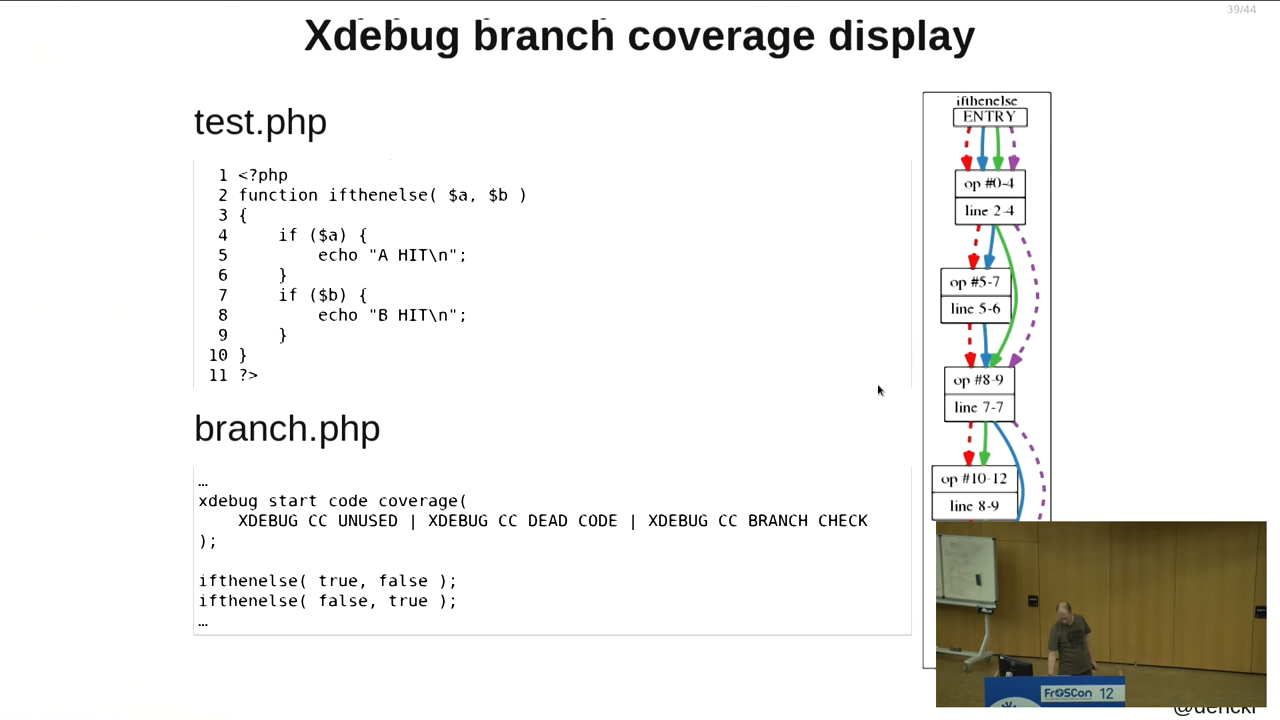 39/44
Xdebug branch coverage display
test.php
1 <?php
2 function ifthenelse( $a, $b )
3 {
4     if ($a) {
5         echo "A HIT\n";
6     }
7     if ($b) {
8         echo "B HIT\n";
9     }
10 }
11 ?>
branch.php
…
xdebug start code coverage(
    XDEBUG CC UNUSED | XDEBUG CC DEAD CODE | XDEBUG CC BRANCH CHECK
);
ifthenelse( true, false );
ifthenelse( false, true );
…
ifthenelse
ENTRY
op #0-4
line 2-4
op #5-7
line 5-6
op #8-9
line 7-7
op #10-12
line 8-9
FrOSCon 12